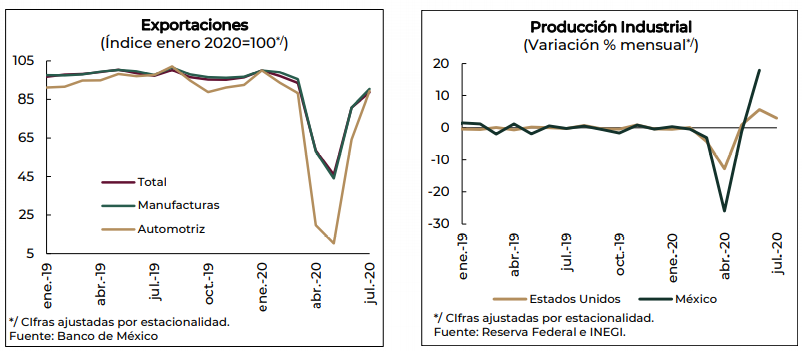 Exportaciones
(Índice enero 2020=100*/)
105
85
65
45
25
5
Total
Manufacturas
Automotriz
ene.-19
abr.-19
jul.-19
oct.-19
ene.-20
abr.-20
jul.-20
*/ CIfras ajustadas por estacionalidad.
Fuente: Banco de México
Producción Industrial
(Variación % mensual*/)
20
10
0
-10
-20
-30
ene.-19
abr.-19
jul.-19
oct.-19
ene.-20
abr.-20
jul.-20
Estados Unidos
México
*/ CIfras ajustadas por estacionalidad.
Fuente: Reserva Federal e INEGI.